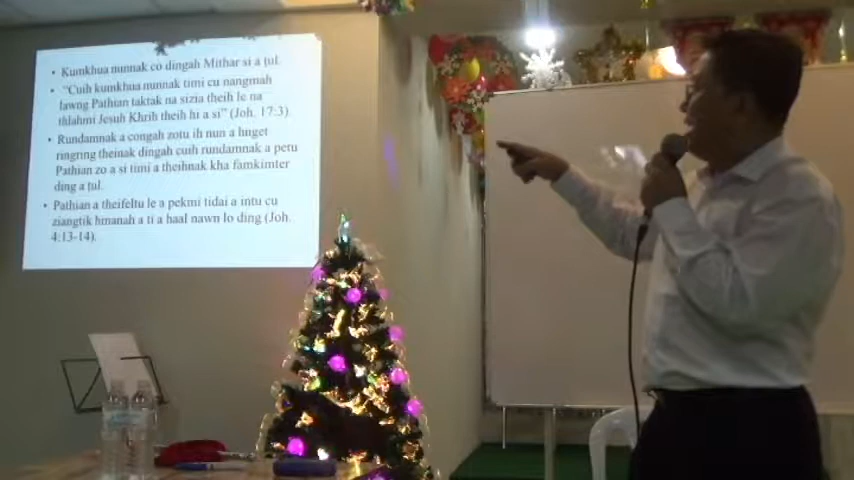 • Kumkhua nunnak co dingah Mithar si a ṭul.
• "Cuih kumkhua nunnak timi cu nangmah
lawng Pathian taktak na sizia theih le na
thlahmi Jesuh Khrih theih hi a si" (Joh. 17:3).
• Rundamnak a congah zotu ih nun a hnget
ringring theinak dingah cuih rundamnak a petu
Pathian zo a si timi a theihnak kha famkimter
ding a ṭul.
• Pathian a theifeltu le a pekmi tidai a intu cu
ziangtik hmanah a ti a haal nawn lo ding (Joh.
4:13-14).